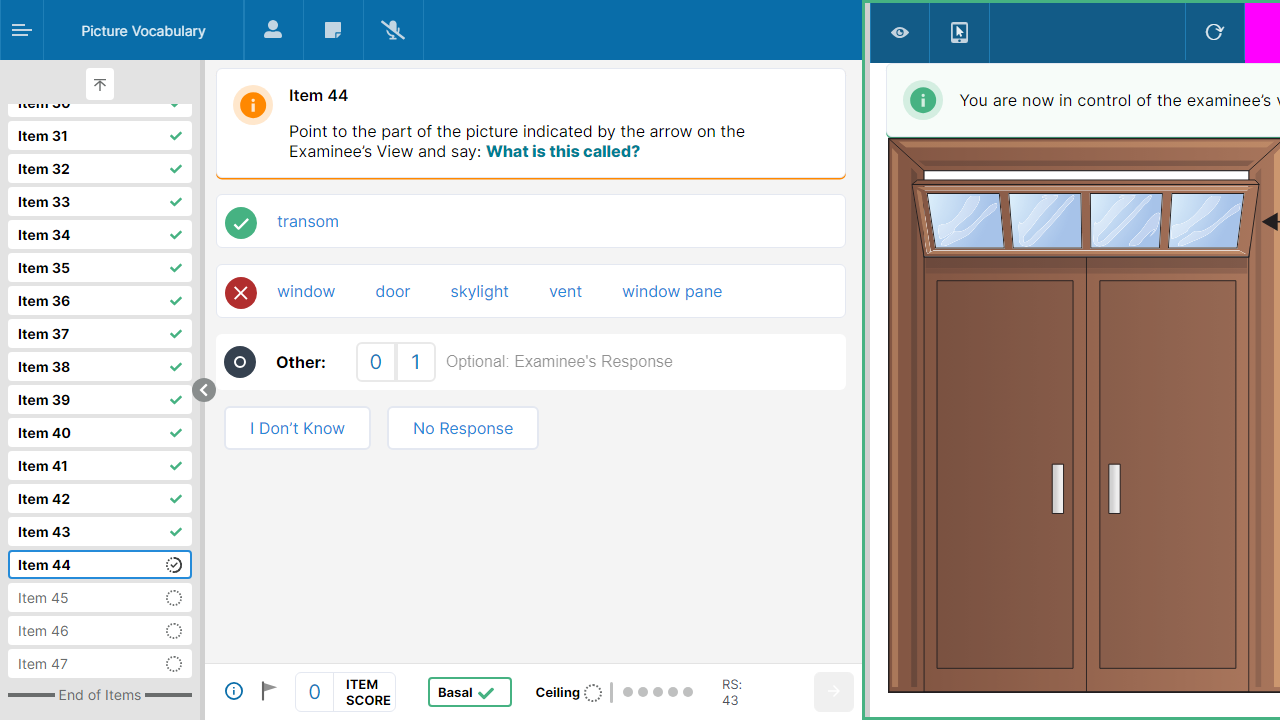 Picture Vocabulary
Item 30
Item 31
Item 32
Item 33
Item 34
Item 35
Item 36
Item 37
Item 38
Item 39
Item 40
Item 41
Item 42
Item 43
Item 44
Item 45
Item 46
Item 47
End of Items
Item 44
Point to the part of the picture indicated by the arrow on the
Examinee’s View and say: What is this called?
transom
window door skylight vent window pane
Other: 0 1 Optional: Examinee's Response
I Don’t Know No Response
0 ITEM
SCORE
Basal
Ceiling
RS:
43
You are now in control of the examinee’s